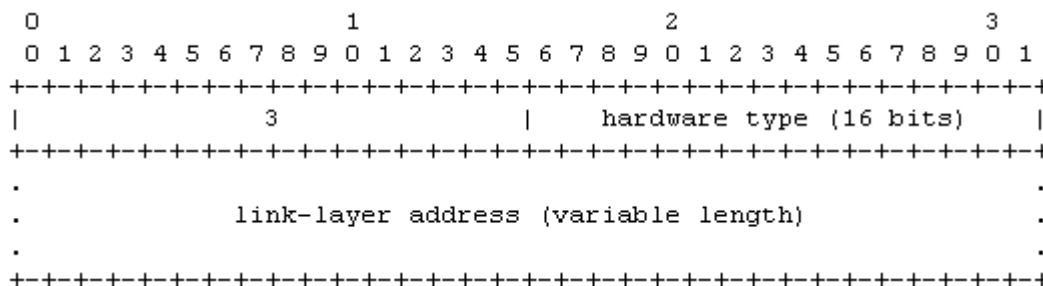 0                   1                   2                   3
0 1 2 3 4 5 6 7 8 9 0 1 2 3 4 5 6 7 8 9 0 1 2 3 4 5 6 7 8 9 0 1
+-+-+-+-+-+-+-+-+-+-+-+-+-+-+-+-+-+-+-+-+-+-+-+-+-+-+-+-+-+-+-+-+
|               3               |    hardware type (16 bits)    |
+-+-+-+-+-+-+-+-+-+-+-+-+-+-+-+-+-+-+-+-+-+-+-+-+-+-+-+-+-+-+-+-+
.                                                               .
.             link-layer address (variable length)              .
.                                                               .
+-+-+-+-+-+-+-+-+-+-+-+-+-+-+-+-+-+-+-+-+-+-+-+-+-+-+-+-+-+-+-+-+